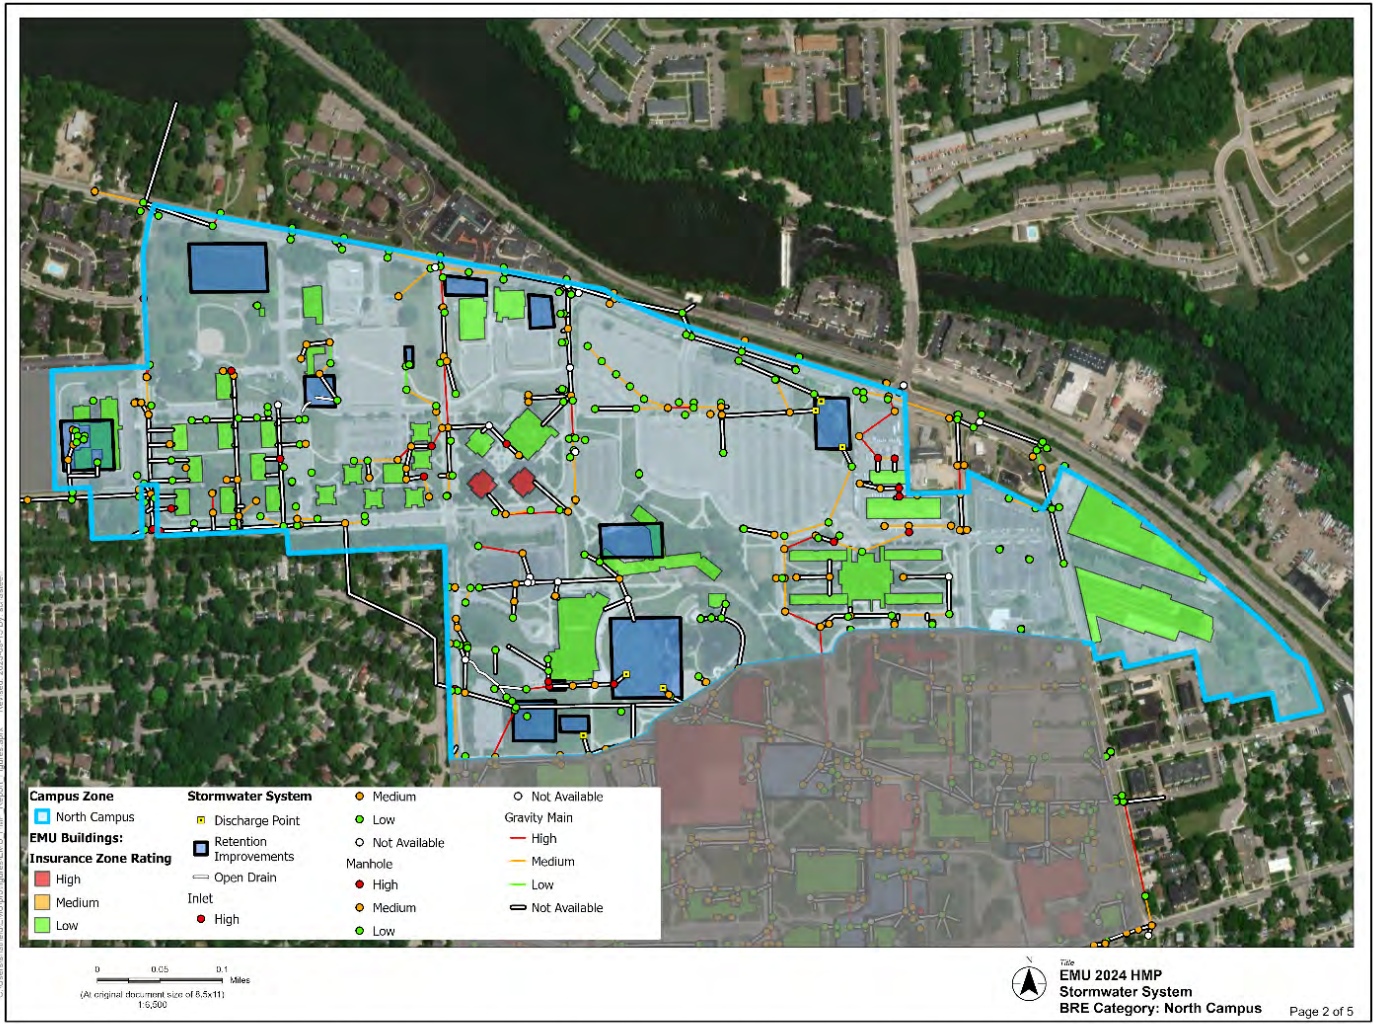 Campus Zone
North Campus
EMU Buildings:
Insurance Zone Rating
High
Medium
Low
Stormwater System
Discharge Point
Retention
Improvements
Open Drain
Inlet
High
Medium
Low
Not Available
Manhole
High
Medium
Low
Not Available
Gravity Main
High
Medium
Low
Not Available
0 0.05 0.1
Miles
(At original document size of 8.5x11)
1:6,500
N
Title
EMU 2024 HMP
Stormwater System
BRE Category: North Campus
Page 2 of 5